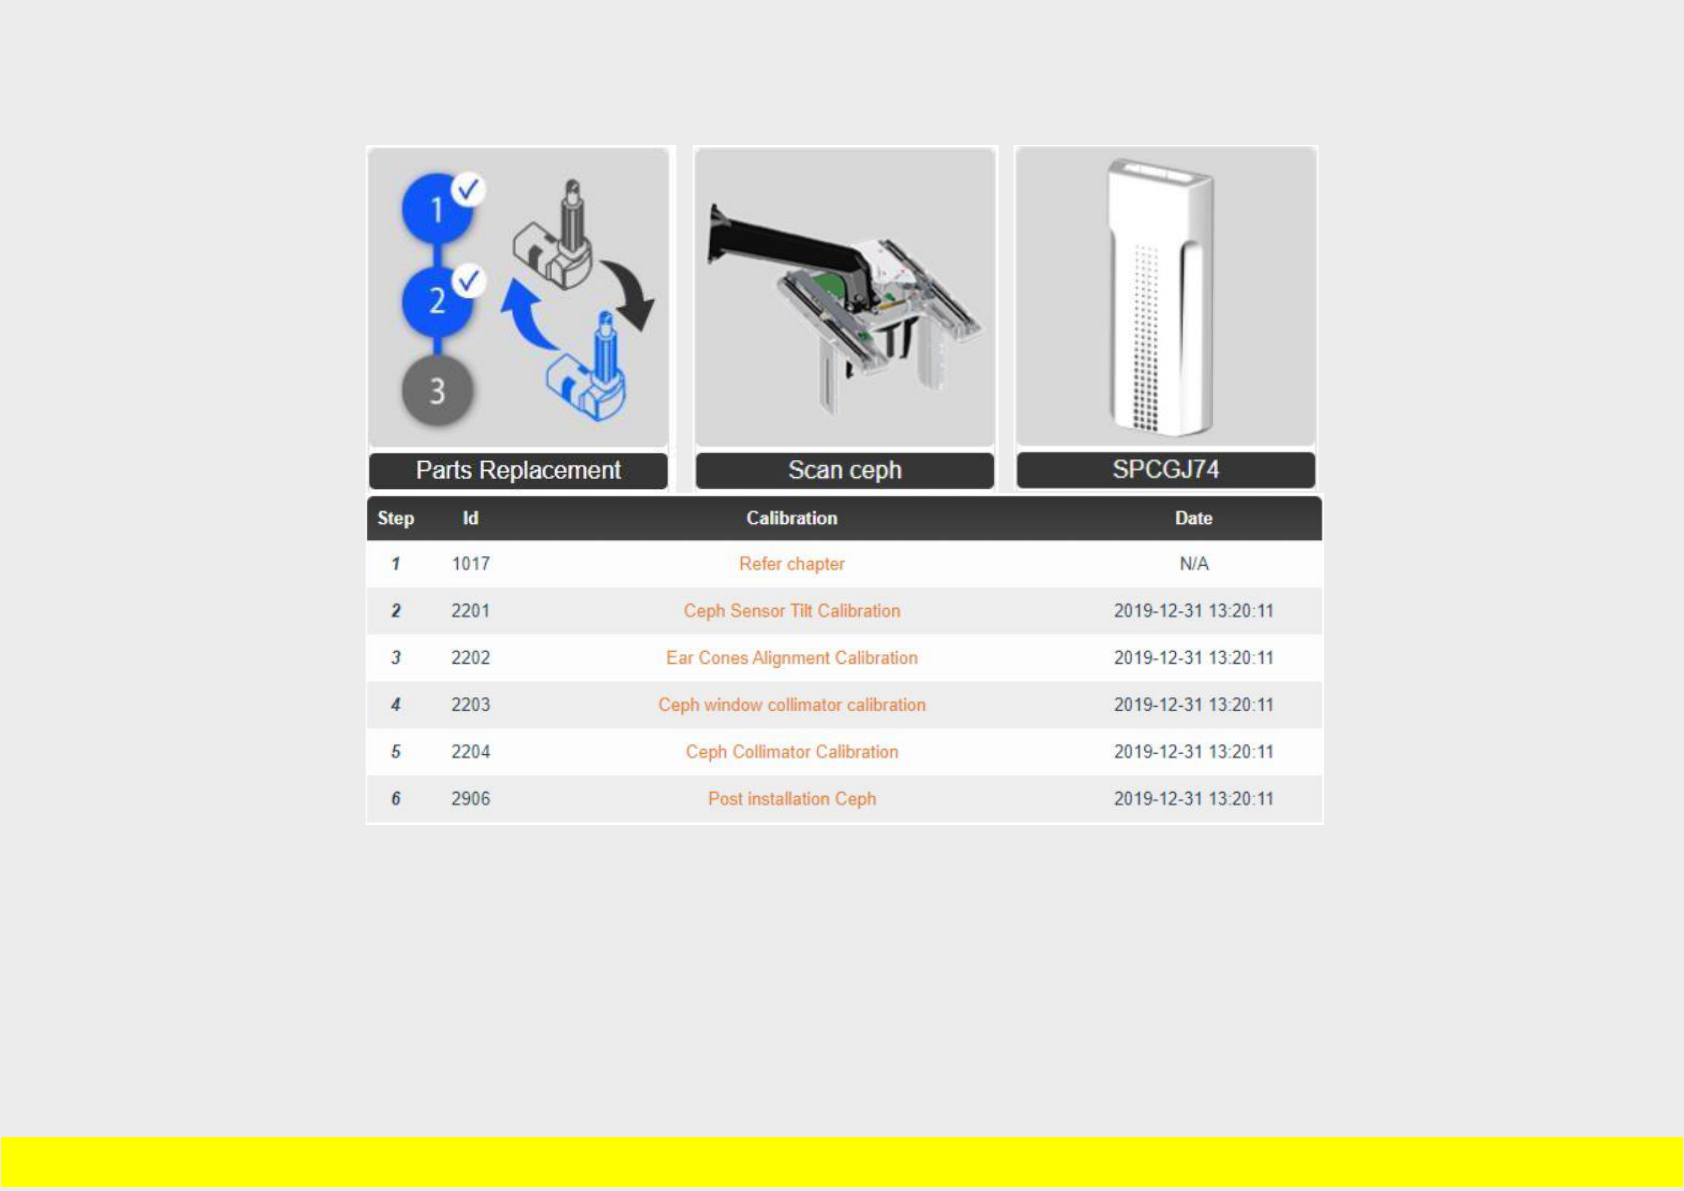 1
2
3
Parts Replacement
Scan ceph
SPCGJ74
Step Id Calibration Date
1 1017 Refer chapter N/A
2 2201 Ceph Sensor Tilt Calibration 2019-12-31 13:20:11
3 2202 Ear Cones Alignment Calibration 2019-12-31 13:20:11
4 2203 Ceph window collimator calibration 2019-12-31 13:20:11
5 2204 Ceph Collimator Calibration 2019-12-31 13:20:11
6 2906 Post installation Ceph 2019-12-31 13:20:11